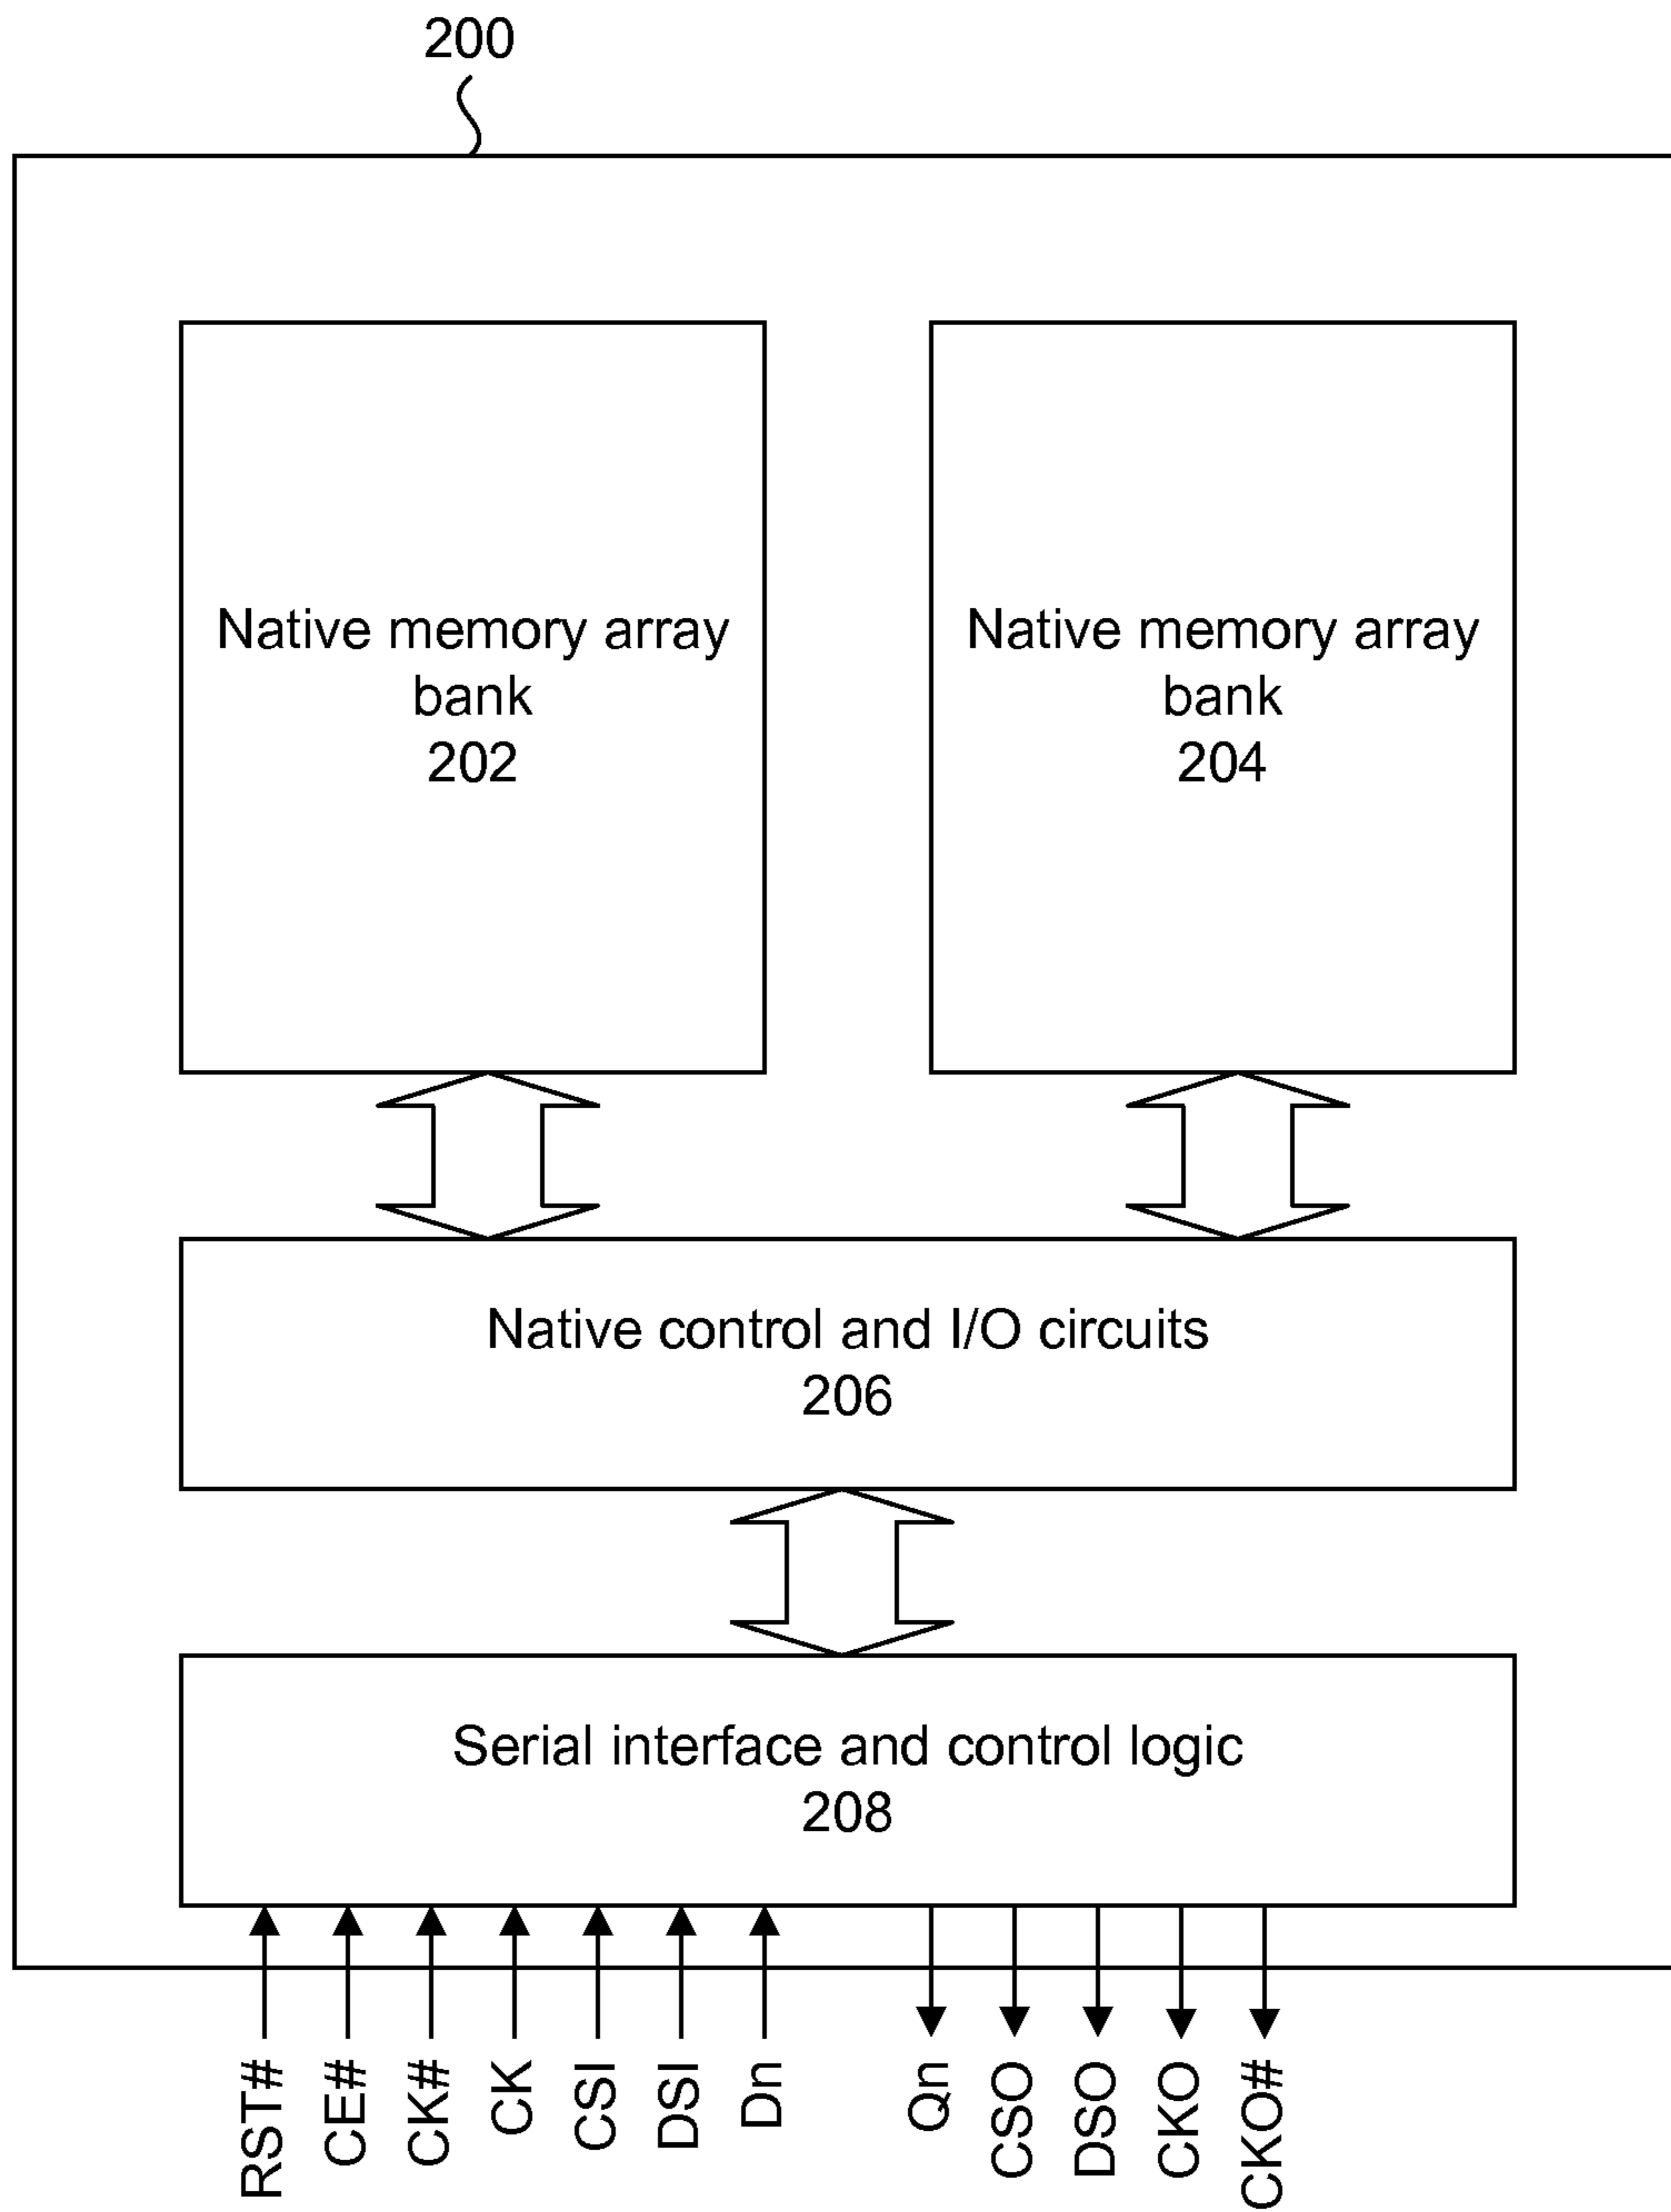 200
Native memory array
bank
202
Native memory array
bank
204
Native control and I/O circuits
206
Serial interface and control logic
208
RST#
CE#
CK#
CK
CSI
DSI
Dn
Qn
CSO
DSO
CKO
CKO#